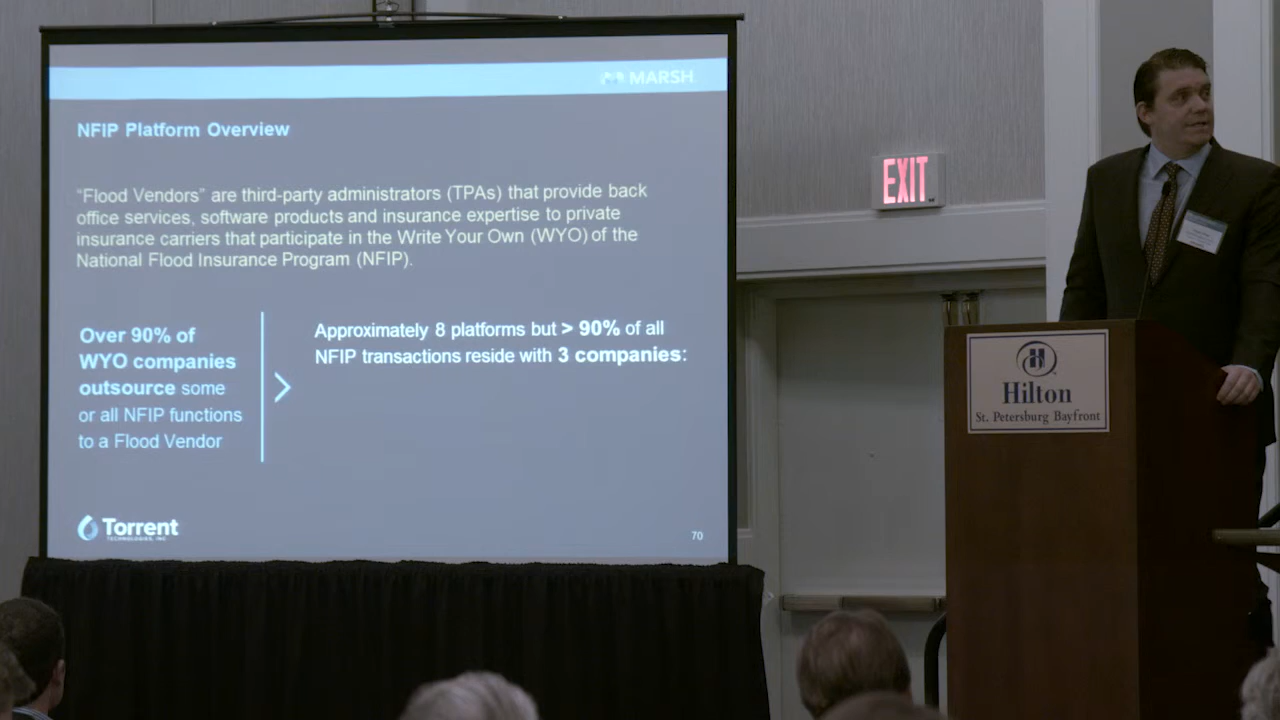 MARSH
NFIP Platform Overview
“Flood Vendors” are third-party administrators (TPAs) that provide back
office services, software products and insurance expertise to private
insurance carriers that participate in the Write Your Own (WYO) of the
National Flood Insurance Program (NFIP).
Over 90% of
WYO companies
outsource some
or all NFIP functions
to a Flood Vendor
Approximately 8 platforms but > 90% of all
NFIP transactions reside with 3 companies:
Torrent
TECHNOLOGIES, INC.
70
EXIT
Hilton
St. Petersburg Bayfront